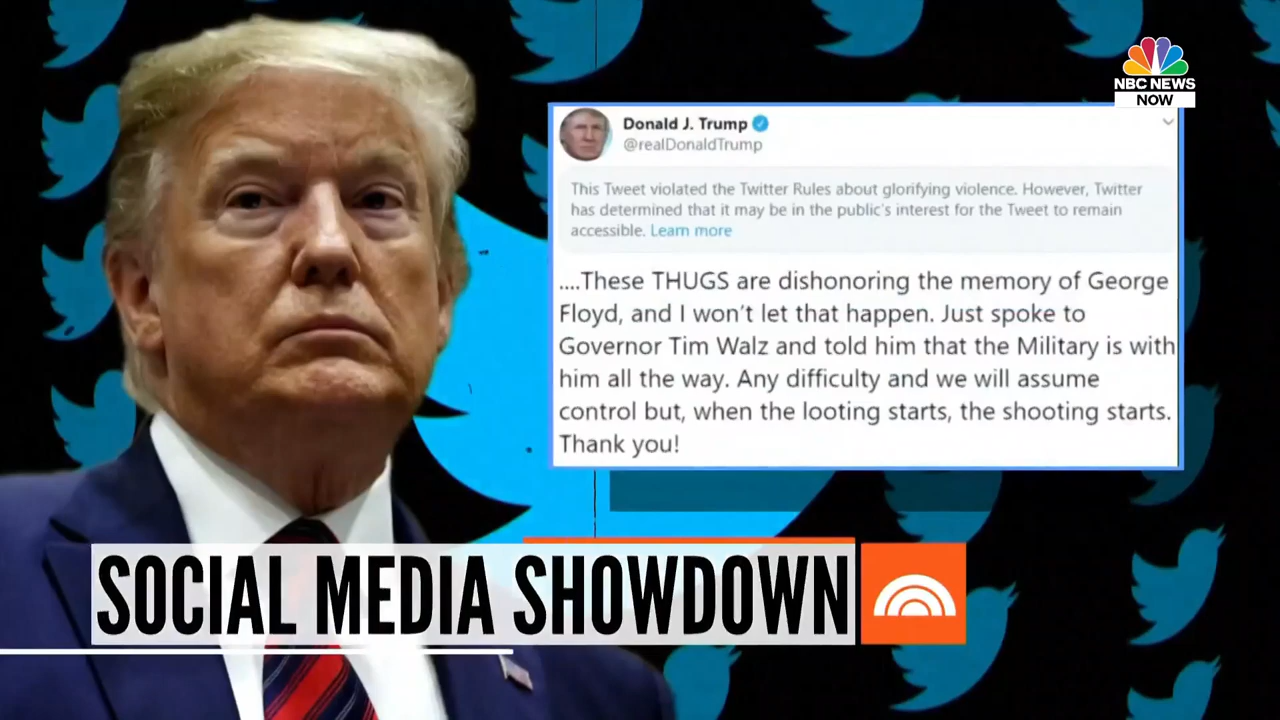 NBC NEWS
NOW
Donald J. Trump
@realDonaldTrump
This Tweet violated the Twitter Rules about glorifying violence. However, Twitter
has determined that it may be in the public's interest for the Tweet to remain
accessible. Learn more
....These THUGS are dishonoring the memory of George
Floyd, and I won't let that happen. Just spoke to
Governor Tim Walz and told him that the Military is with
him all the way. Any difficulty and we will assume
control but, when the looting starts, the shooting starts.
Thank you!
SOCIAL MEDIA SHOWDOWN